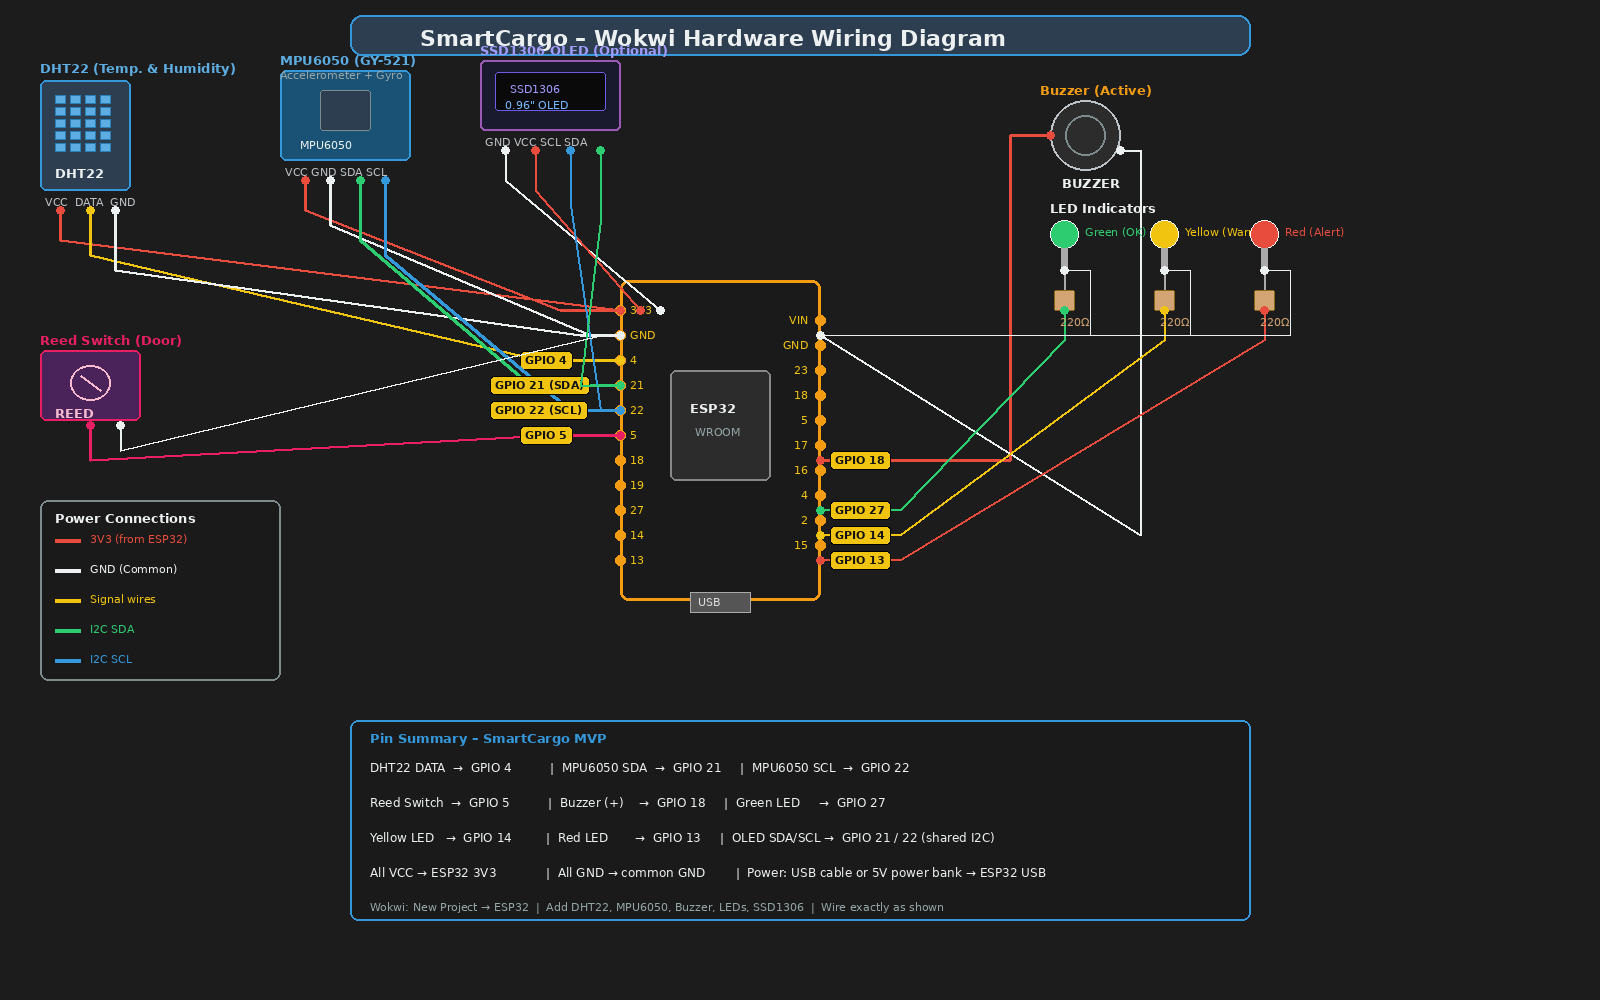 SmartCargo – Wokwi Hardware Wiring Diagram
SSD1306 OLED (Optional)
MPU6050 (GY-521)
Accelerometer + Gyro
DHT22 (Temp. & Humidity)
SSD1306
0.96" OLED
MPU6050
DHT22
GND VCC SCL SDA
VCC GND SDA SCL
VCC DATA GND
Buzzer (Active)
BUZZER
LED Indicators
Green (OK)
Yellow (Warn
Red (Alert)
220Ω
220Ω
220Ω
Reed Switch (Door)
REED
3V3
GND
4
21
22
5
18
19
27
14
13
GPIO 4
GPIO 21 (SDA)
GPIO 22 (SCL)
GPIO 5
ESP32
WROOM
VIN
GND
23
18
5
17
16
4
2
15
GPIO 18
GPIO 27
GPIO 14
GPIO 13
USB
Power Connections
3V3 (from ESP32)
GND (Common)
Signal wires
I2C SDA
I2C SCL
Pin Summary – SmartCargo MVP
DHT22 DATA → GPIO 4 | MPU6050 SDA → GPIO 21 | MPU6050 SCL → GPIO 22
Reed Switch → GPIO 5 | Buzzer (+) → GPIO 18 | Green LED → GPIO 27
Yellow LED → GPIO 14 | Red LED → GPIO 13 | OLED SDA/SCL → GPIO 21 / 22 (shared I2C)
All VCC → ESP32 3V3 | All GND → common GND | Power: USB cable or 5V power bank → ESP32 USB
Wokwi: New Project → ESP32 | Add DHT22, MPU6050, Buzzer, LEDs, SSD1306 | Wire exactly as shown